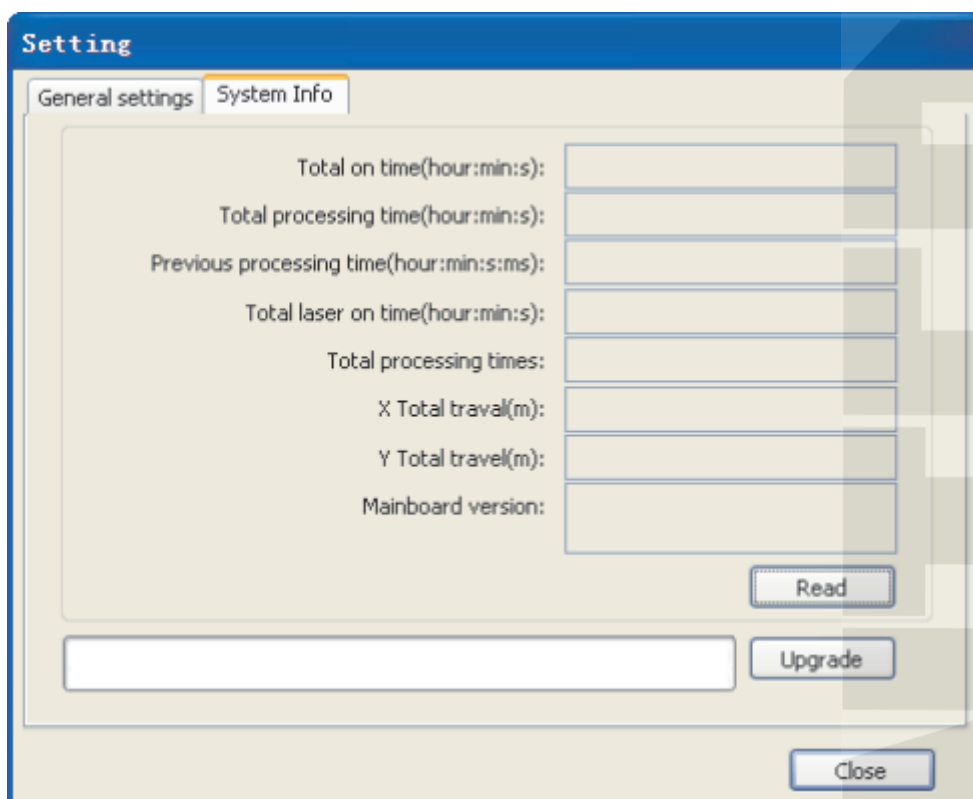 Setting
General settings System Info
Total on time(hour:min:s):
Total processing time(hour:min:s):
Previous processing time(hour:min:s:ms):
Total laser on time(hour:min:s):
Total processing times:
X Total traval(m):
Y Total travel(m):
Mainboard version:
Read
Upgrade
Close